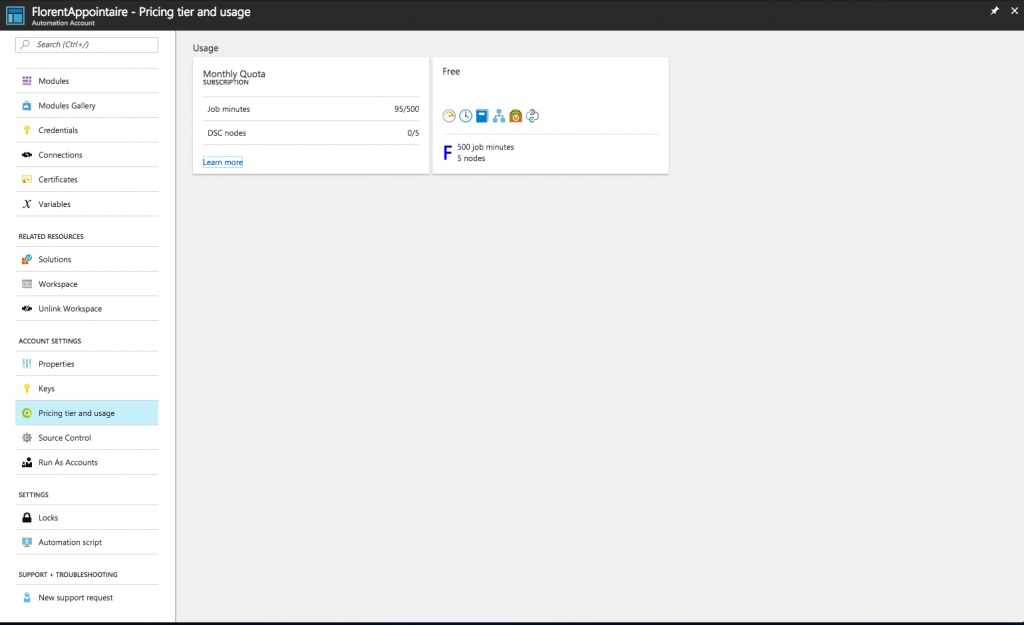 FlorentAppointaire - Pricing tier and usage
Automation Account
Search (Ctrl+/)
Modules
Modules Gallery
Credentials
Connections
Certificates
Variables
RELATED RESOURCES
Solutions
Workspace
Unlink Workspace
ACCOUNT SETTINGS
Properties
Keys
Pricing tier and usage
Source Control
Run As Accounts
SETTINGS
Locks
Automation script
SUPPORT + TROUBLESHOOTING
New support request
Usage
Monthly Quota
SUBSCRIPTION
Job minutes 95/500
DSC nodes 0/5
Learn more
Free
F 500 job minutes
5 nodes